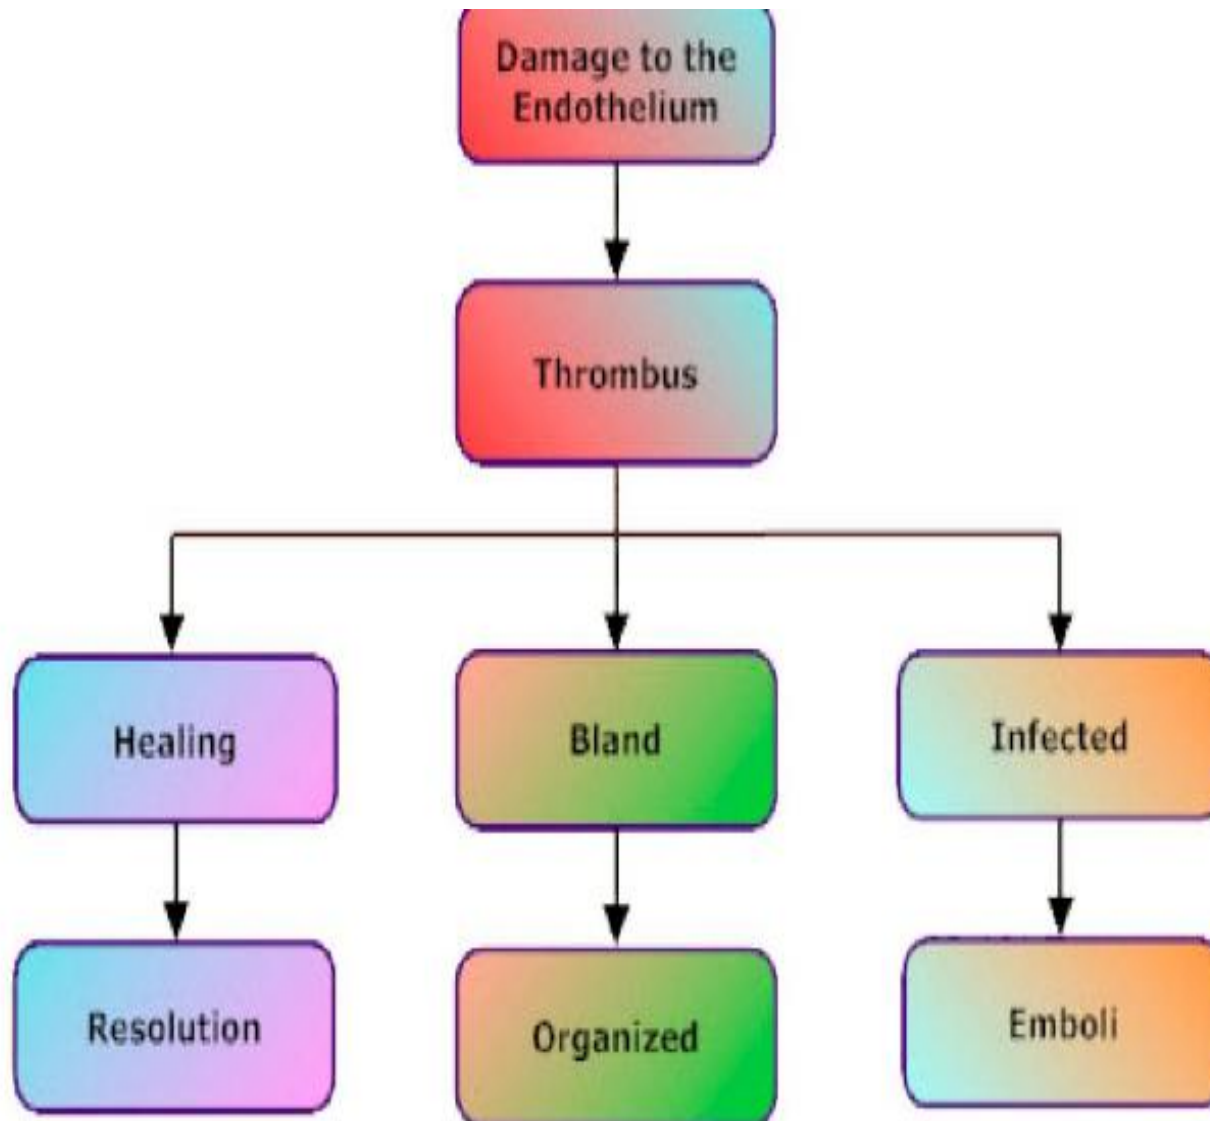 Damage to the
Endothelium
Thrombus
Healing
Bland
Infected
Resolution
Organized
Emboli